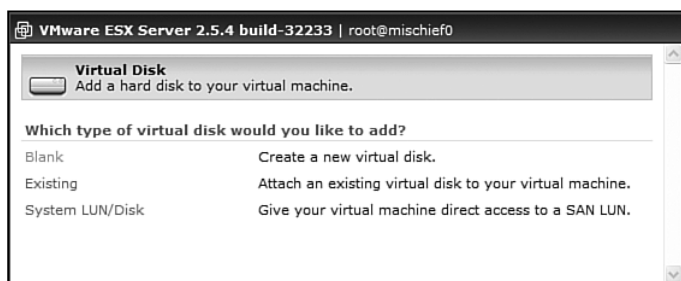 VMware ESX Server 2.5.4 build-32233 | root@mischief0
Virtual Disk
Add a hard disk to your virtual machine.
Which type of virtual disk would you like to add?
Blank Create a new virtual disk.
Existing Attach an existing virtual disk to your virtual machine.
System LUN/Disk Give your virtual machine direct access to a SAN LUN.